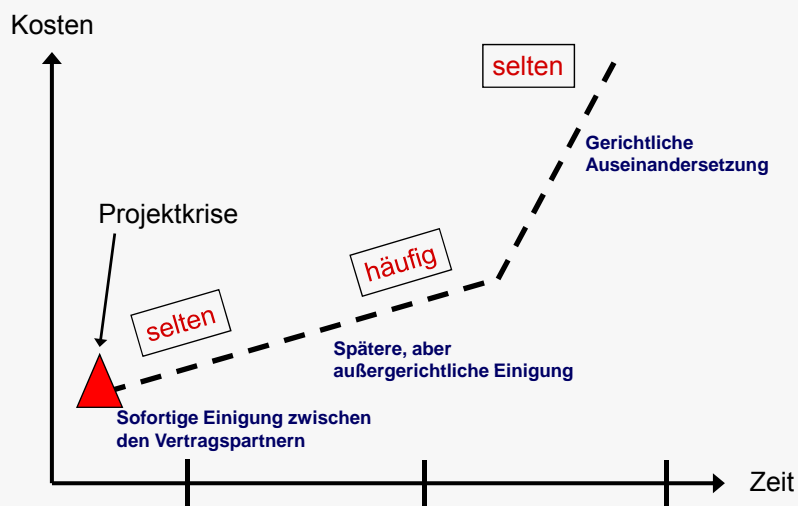 Kosten
selten
Gerichtliche
Auseinandersetzung
Projektkrise
häufig
selten
Spätere, aber
außergerichtliche Einigung
Sofortige Einigung zwischen
den Vertragspartnern
Zeit